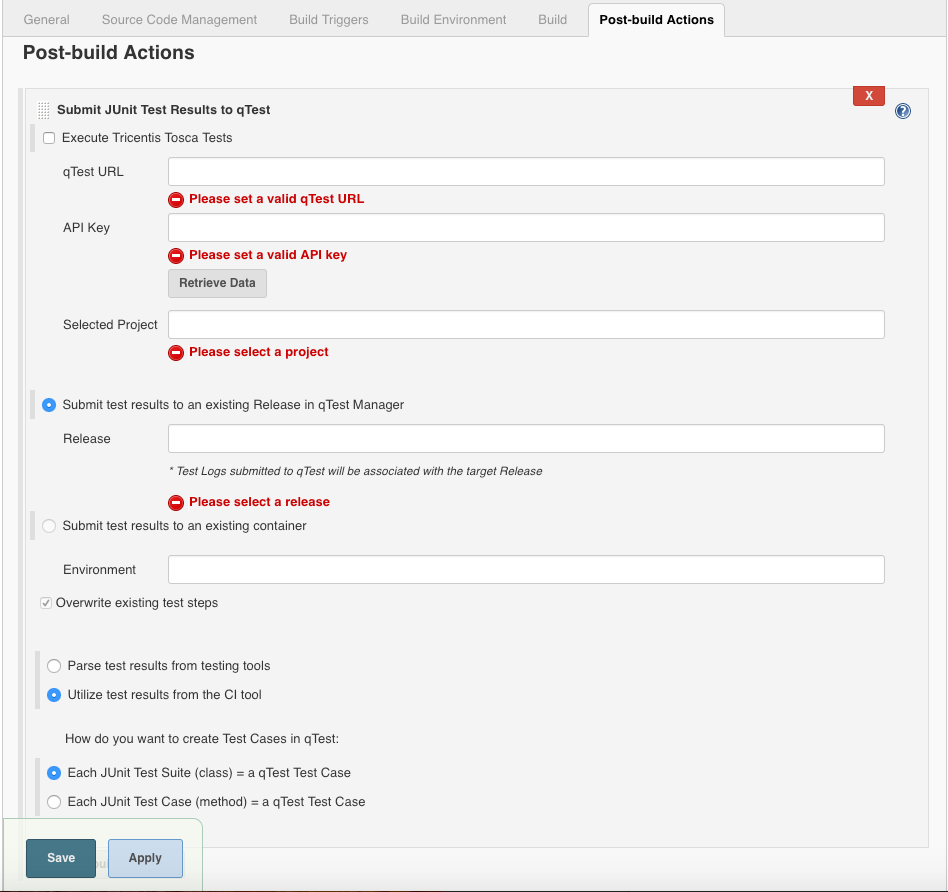 General Source Code Management Build Triggers Build Environment Build Post-build Actions
Post-build Actions
Submit JUnit Test Results to qTest
X
?
Execute Tricentis Tosca Tests
qTest URL
Please set a valid qTest URL
API Key
Please set a valid API key
Retrieve Data
Selected Project
Please select a project
Submit test results to an existing Release in qTest Manager
Release
* Test Logs submitted to qTest will be associated with the target Release
Please select a release
Submit test results to an existing container
Environment
Overwrite existing test steps
Parse test results from testing tools
Utilize test results from the CI tool
How do you want to create Test Cases in qTest:
Each JUnit Test Suite (class) = a qTest Test Case
Each JUnit Test Case (method) = a qTest Test Case
Save Apply